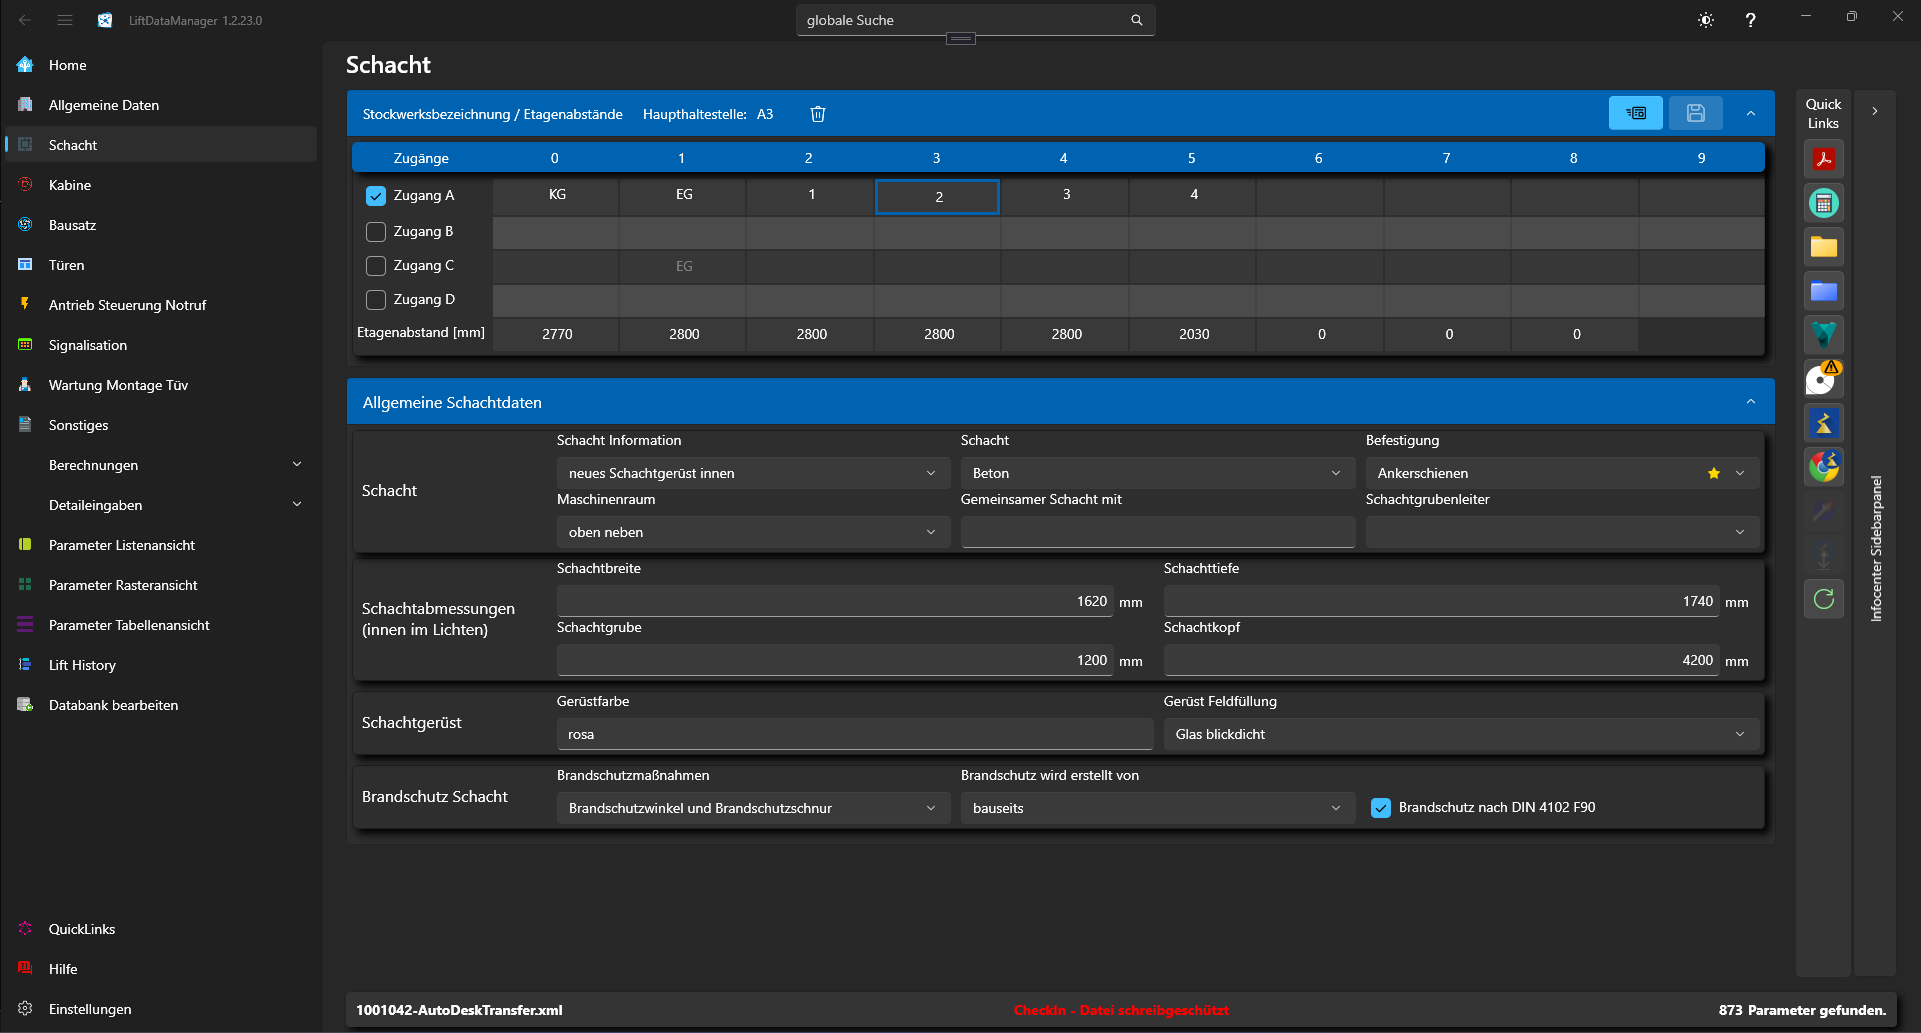 LiftDataManager 1.2.23.0
globale Suche
?
Home
Allgemeine Daten
Schacht
Kabine
Bausatz
Türen
Antrieb Steuerung Notruf
Signalisation
Wartung Montage Tüv
Sonstiges
Berechnungen
Detaileingaben
Parameter Listenansicht
Parameter Rasteransicht
Parameter Tabellenansicht
Lift History
Databank bearbeiten
QuickLinks
Hilfe
Einstellungen
Schacht
Stockwerksbezeichnung / Etagenabstände Haupthaltestelle: A3
Zugänge 0 1 2 3 4 5 6 7 8 9
Zugang A KG EG 1 2 3 4
Zugang B
Zugang C EG
Zugang D
Etagenabstand [mm] 2770 2800 2800 2800 2800 2030 0 0 0
Allgemeine Schachtdaten
Schacht
Schacht Information Schacht Befestigung
neues Schachtgerüst innen Beton Ankerschienen
Maschinenraum Gemeinsamer Schacht mit Schachtgrubenleiter
oben neben
Schachtabmessungen
(innen im Lichten)
Schachtbreite Schachttiefe
1620 mm 1740 mm
Schachtgrube Schachtkopf
1200 mm 4200 mm
Schachtgerüst
Gerüstfarbe Gerüst Feldfüllung
rosa Glas blickdicht
Brandschutz Schacht
Brandschutzmaßnahmen Brandschutz wird erstellt von
Brandschutzwinkel und Brandschutzschnur bauseits Brandschutz nach DIN 4102 F90
Quick
Links
Infocenter Sidebarpanel
1001042-AutoDeskTransfer.xml CheckIn - Datei schreibgeschützt 873 Parameter gefunden.